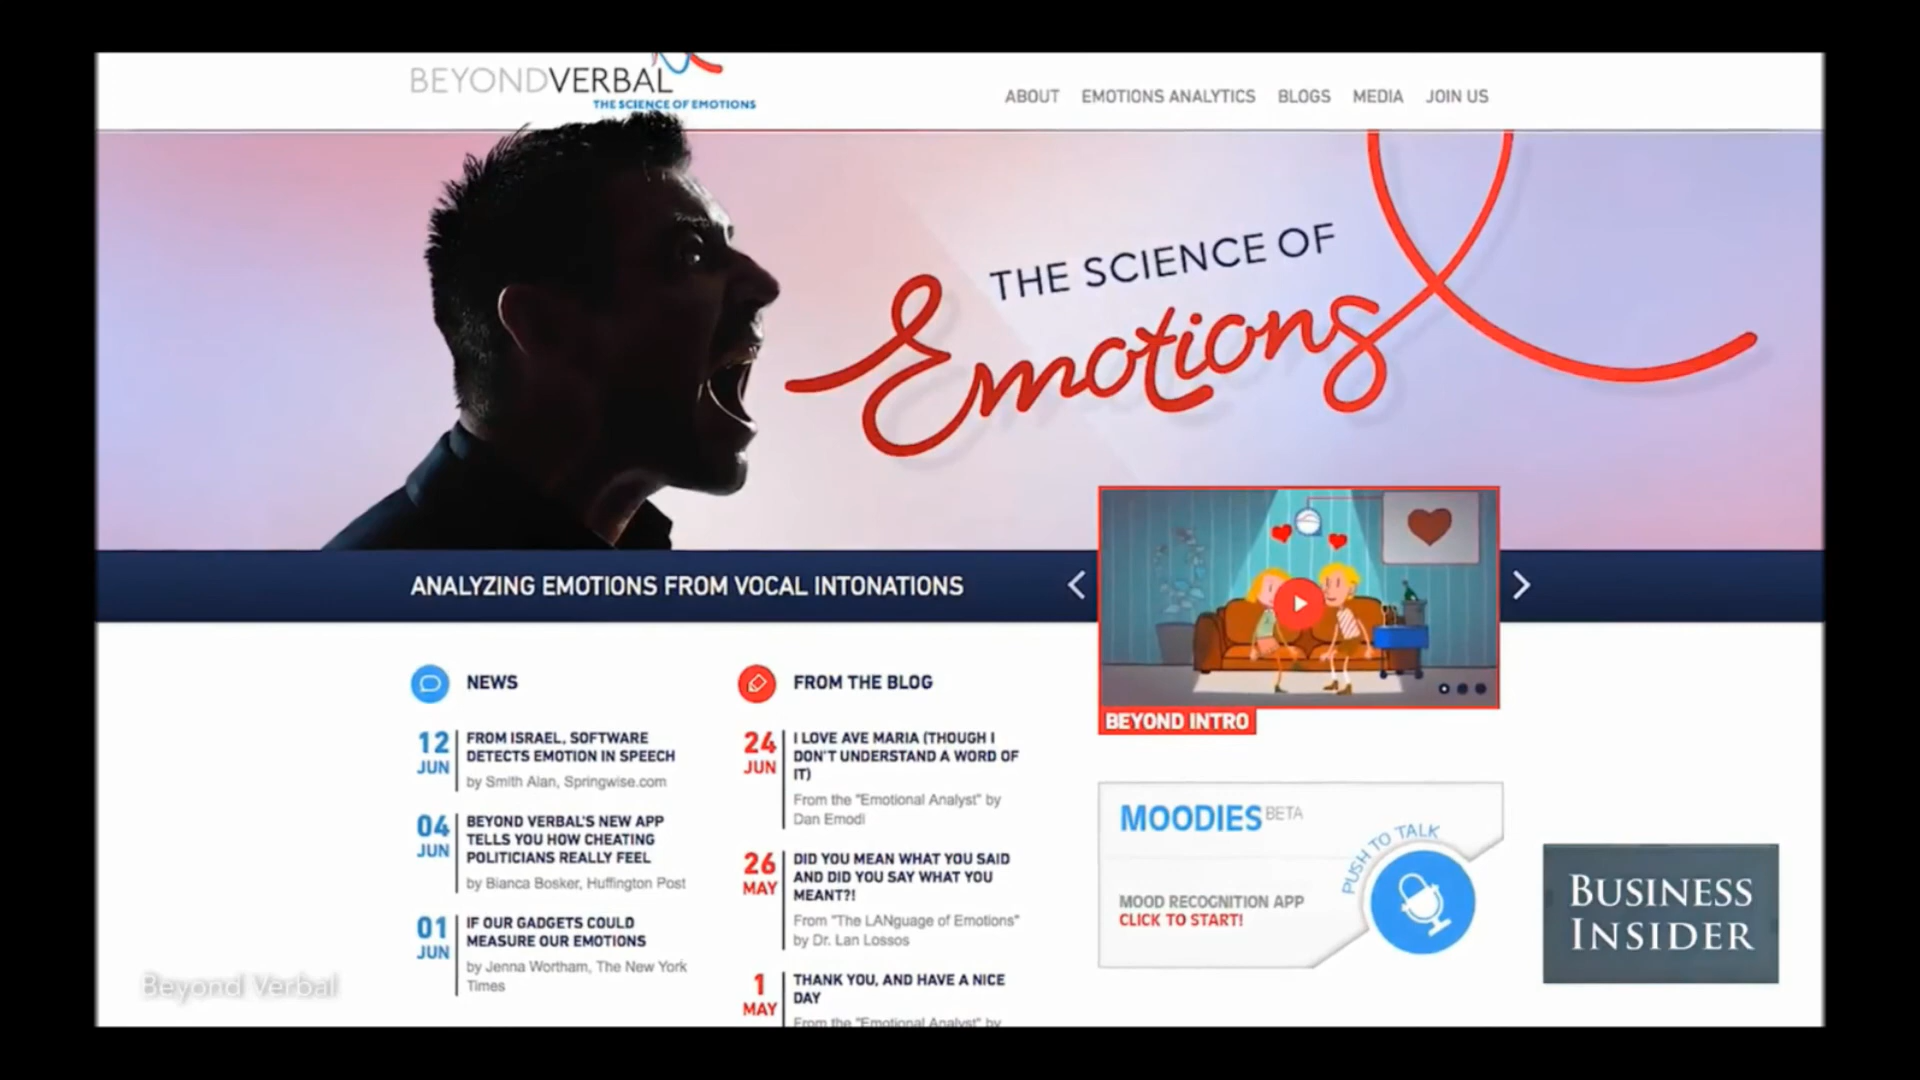 BEYONDVERBAL
THE SCIENCE OF EMOTIONS
ABOUT EMOTIONS ANALYTICS BLOGS MEDIA JOIN US
THE SCIENCE OF
Emotions
ANALYZING EMOTIONS FROM VOCAL INTONATIONS
BEYOND INTRO
NEWS
12 JUN
FROM ISRAEL, SOFTWARE
DETECTS EMOTION IN SPEECH
by Smith Alan, Springwise.com
04 JUN
BEYOND VERBAL'S NEW APP
TELLS YOU HOW CHEATING
POLITICIANS REALLY FEEL
by Bianca Bosker, Huffington Post
01 JUN
IF OUR GADGETS COULD
MEASURE OUR EMOTIONS
by Jenna Wortham, The New York
Times
FROM THE BLOG
24 JUN
I LOVE AVE MARIA (THOUGH I
DON'T UNDERSTAND A WORD OF
IT)
From the "Emotional Analyst" by
Dan Emodi
26 MAY
DID YOU MEAN WHAT YOU SAID
AND DID YOU SAY WHAT YOU
MEANT?!
From "The LANguage of Emotions"
by Dr. Lan Lossos
1 MAY
THANK YOU, AND HAVE A NICE
DAY
From the "Emotional Analyst" by
MOODIES BETA
PUSH TO TALK
MOOD RECOGNITION APP
CLICK TO START!
BUSINESS
INSIDER
Beyond Verbal